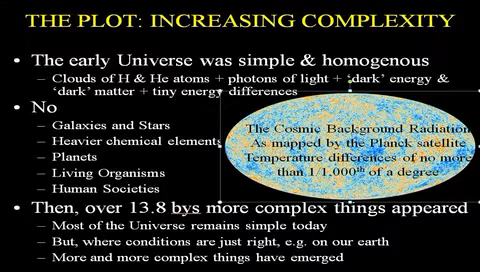 THE PLOT: INCREASING COMPLEXITY
• The early Universe was simple & homogenous
– Clouds of H & He atoms + photons of light + ‘dark’ energy &
‘dark’ matter + tiny energy differences
• No
– Galaxies and Stars
– Heavier chemical elements
– Planets
– Living Organisms
– Human Societies
The Cosmic Background Radiation
As mapped by the Planck satellite
Temperature differences of no more
than 1/1,000th of a degree
• Then, over 13.8 bys more complex things appeared
– Most of the Universe remains simple today
– But, where conditions are just right, e.g. on our earth
– More and more complex things have emerged